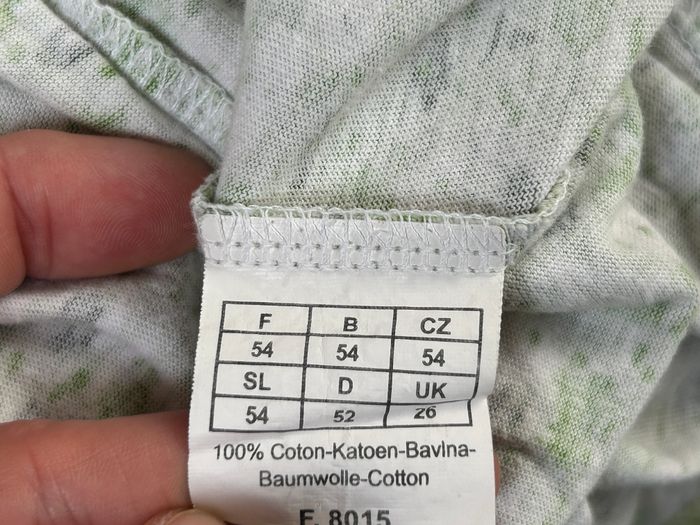 F B CZ
54 54 54
SL D UK
54 52 26
100% Coton-Katoen-Bavlna-
Baumwolle-Cotton
F. 8015